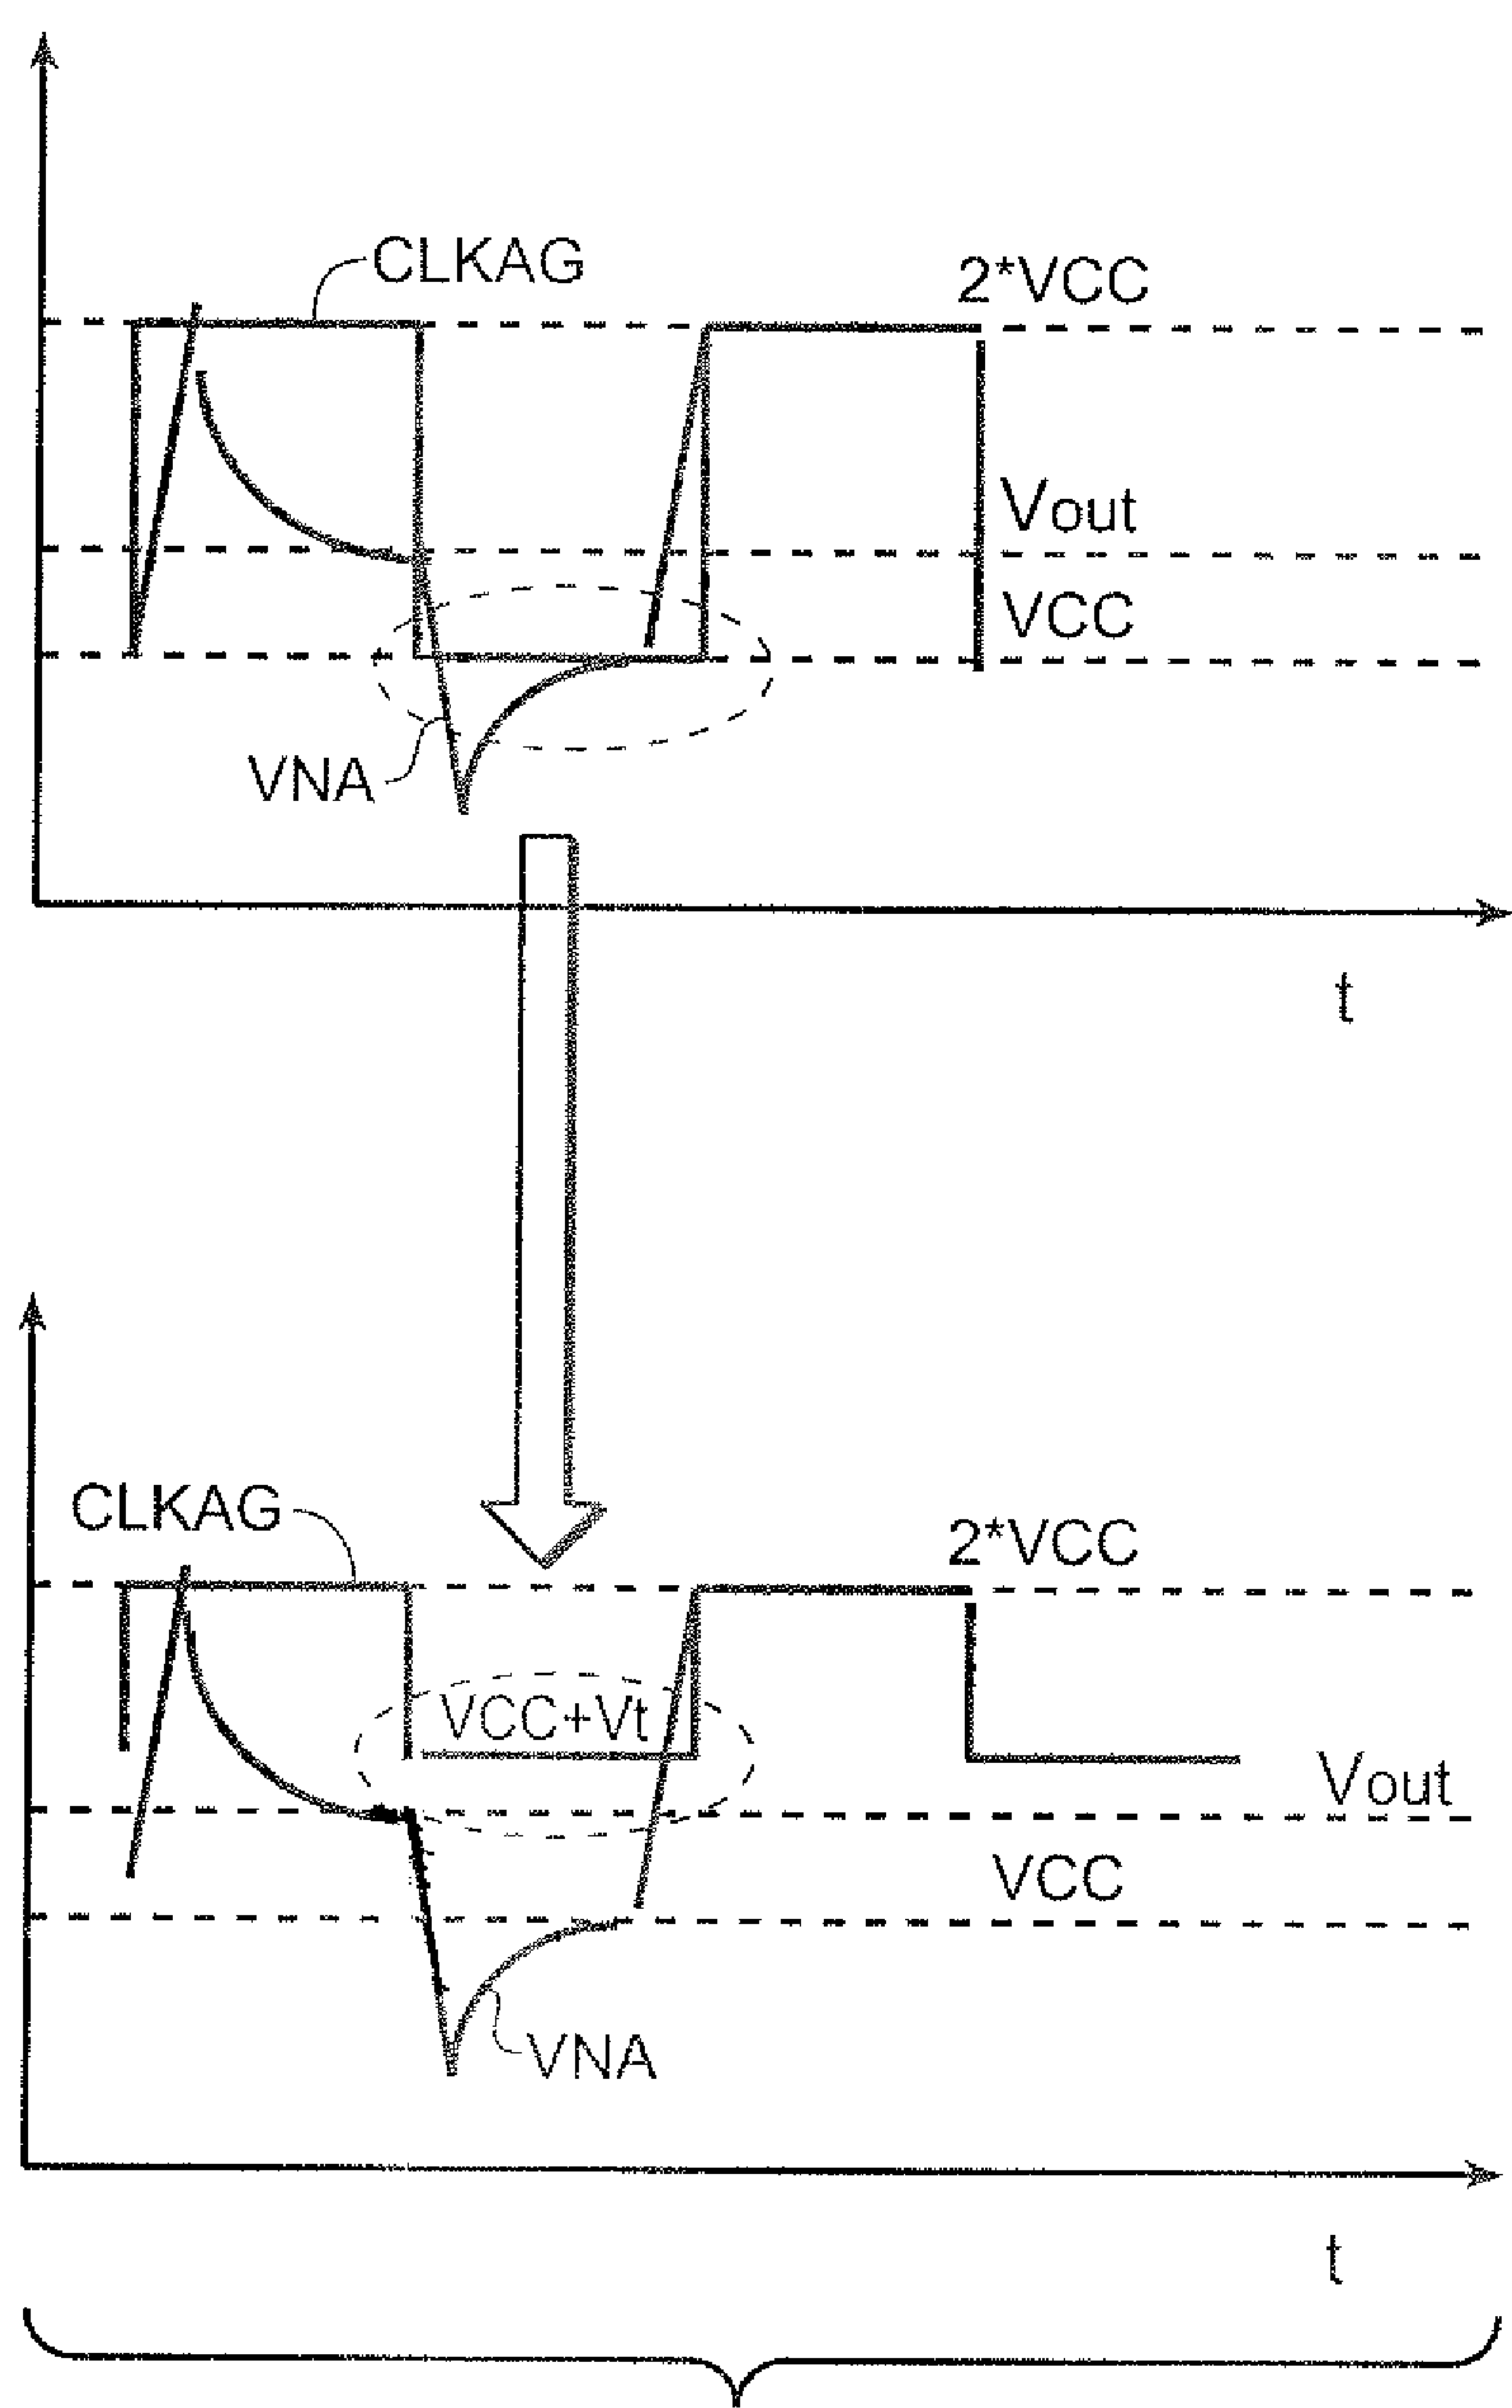 CLKAG
2*VCC
Vout
VCC
VNA
t
CLKAG
2*VCC
VCC+Vt
Vout
VCC
VNA
t